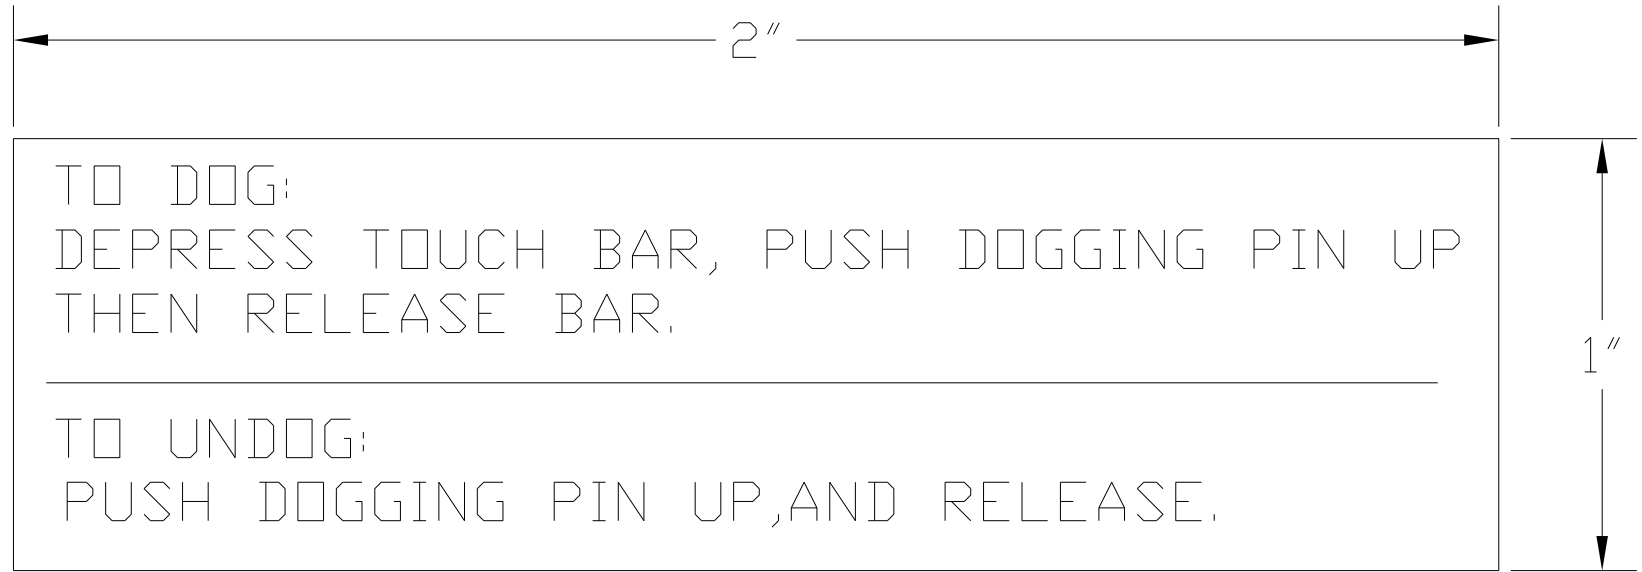 2"
TO DOG:
DEPRESS TOUCH BAR, PUSH DOGGING PIN UP
THEN RELEASE BAR.
1"
TO UNDOG:
PUSH DOGGING PIN UP,AND RELEASE.